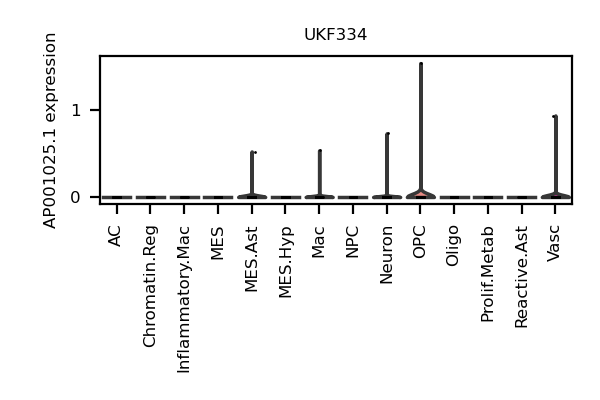 UKF334
AP001025.1 expression
1
0
AC
Chromatin.Reg
Inflammatory.Mac
MES
MES.Ast
MES.Hyp
Mac
NPC
Neuron
OPC
Oligo
Prolif.Metab
Reactive.Ast
Vasc